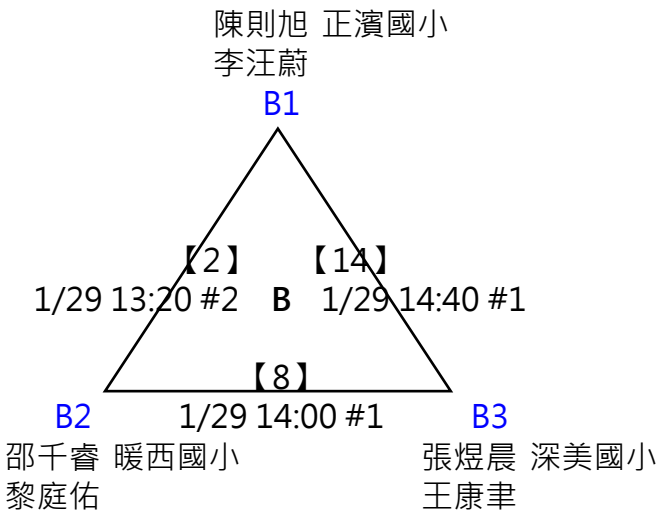 陳則旭 正濱國小
李汪蔚
B1
【2】 【14】
1/29 13:20 #2 B 1/29 14:40 #1
【8】
B2 1/29 14:00 #1 B3
邵千睿 暖西國小 張煜晨 深美國小
黎庭佑 王康聿